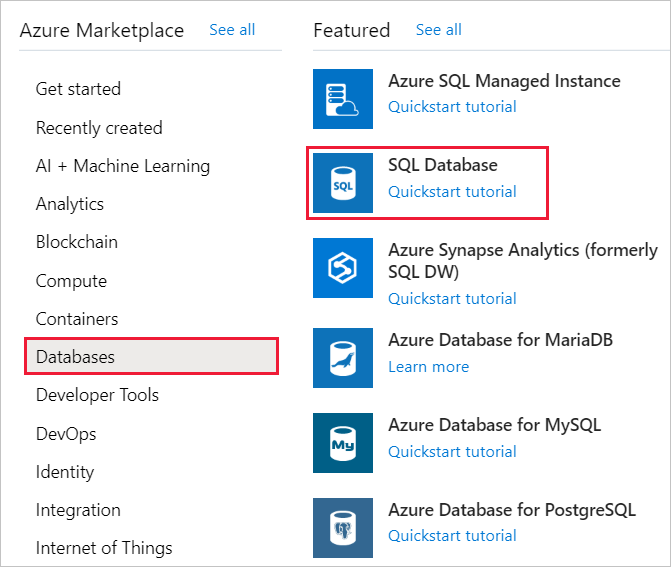 Azure Marketplace See all
Get started
Recently created
AI + Machine Learning
Analytics
Blockchain
Compute
Containers
Databases
Developer Tools
DevOps
Identity
Integration
Internet of Things
Featured See all
Azure SQL Managed Instance
Quickstart tutorial
SQL
SQL Database
Quickstart tutorial
Azure Synapse Analytics (formerly
SQL DW)
Quickstart tutorial
Azure Database for MariaDB
Learn more
My
Azure Database for MySQL
Quickstart tutorial
Azure Database for PostgreSQL
Quickstart tutorial